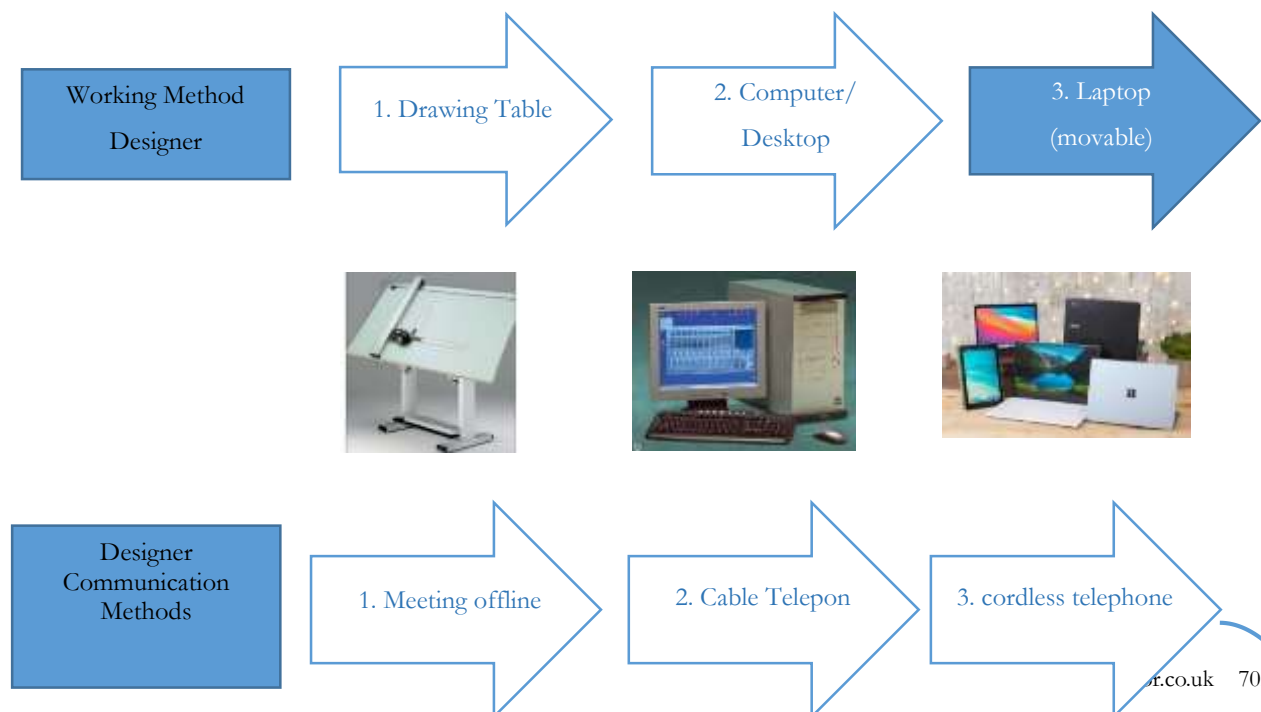 Working Method
Designer
1. Drawing Table
2. Computer/
Desktop
3. Laptop
(movable)
Designer
Communication
Methods
1. Meeting offline
2. Cable Telepon
3. cordless telephone
r.co.uk 70